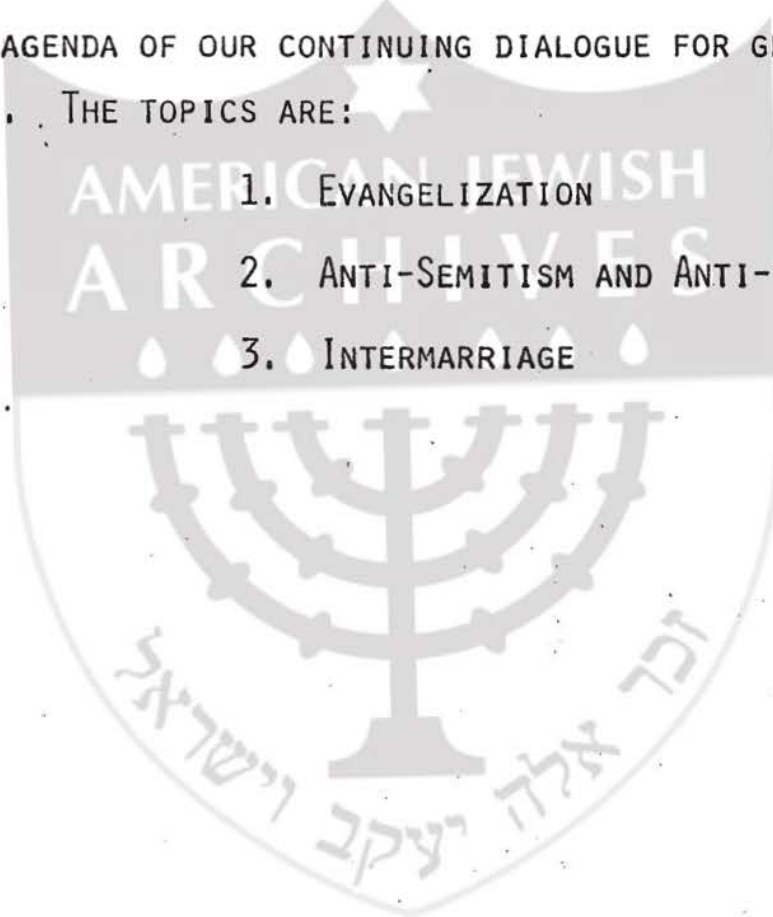 AGENDA OF OUR CONTINUING DIALOGUE FOR
. . THE TOPICS ARE:
AMERICAN JEWISH
1. EVANGELIZATION
ARCHIVES
2. ANTI-SEMITISM AND ANTI-
3. INTERMARRIAGE
זכר אלה יעקב וישראל